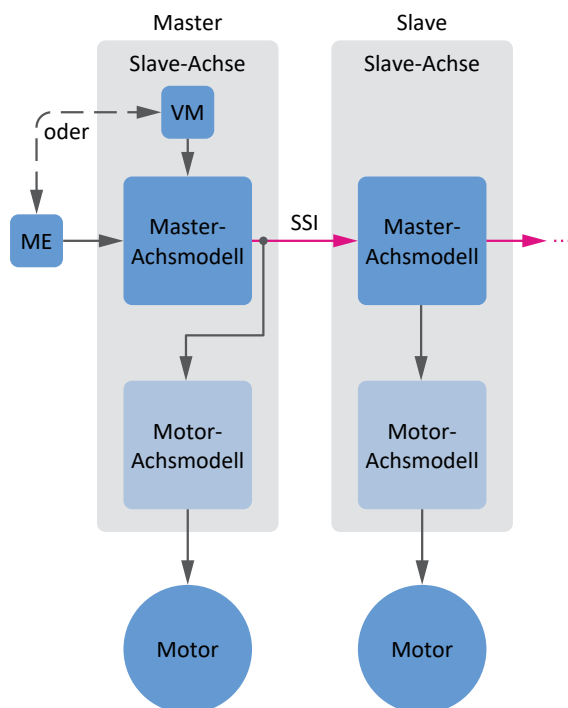 Master
Slave
Slave-Achse
Slave-Achse
VM
oder
ME
Master-
Achsmodell
SSI
Master-
Achsmodell
...
Motor-
Achsmodell
Motor-
Achsmodell
Motor
Motor